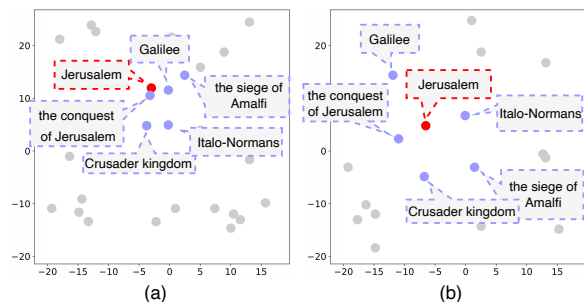 Galilee
Jerusalem
the siege of
Amalfi
the conquest
of Jerusalem
Italo-Normans
Crusader kingdom
20
10
0
−10
−20
−20 −15 −10 −5 0 5 10 15
(a)
Galilee
Jerusalem
the conquest
of Jerusalem
Italo-Normans
the siege of
Amalfi
Crusader kingdom
20
10
0
−10
−20
−20 −15 −10 −5 0 5 10 15
(b)